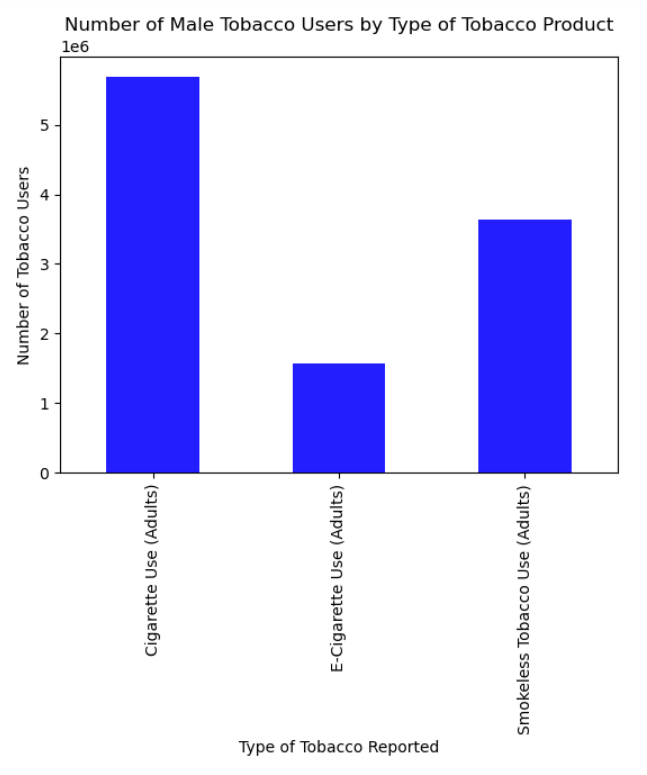 Number of Male Tobacco Users by Type of Tobacco Product
1e6
5
4
3
2
1
0
Number of Tobacco Users
Cigarette Use (Adults)
E-Cigarette Use (Adults)
Smokeless Tobacco Use (Adults)
Type of Tobacco Reported